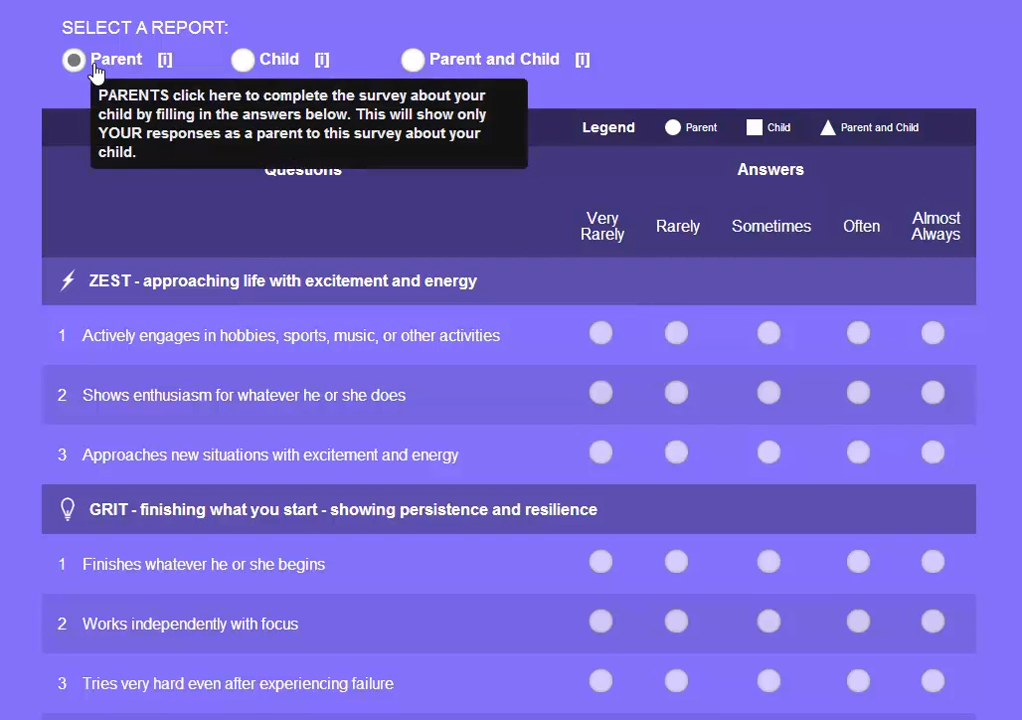 SELECT A REPORT:
Parent [i] Child [i] Parent and Child [i]
PARENTS click here to complete the survey about your
child by filling in the answers below. This will show only
YOUR responses as a parent to this survey about your
child.
Legend Parent Child Parent and Child
Questions Answers
Very Rarely Rarely Sometimes Often Almost Always
ZEST - approaching life with excitement and energy
1 Actively engages in hobbies, sports, music, or other activities
2 Shows enthusiasm for whatever he or she does
3 Approaches new situations with excitement and energy
GRIT - finishing what you start - showing persistence and resilience
1 Finishes whatever he or she begins
2 Works independently with focus
3 Tries very hard even after experiencing failure